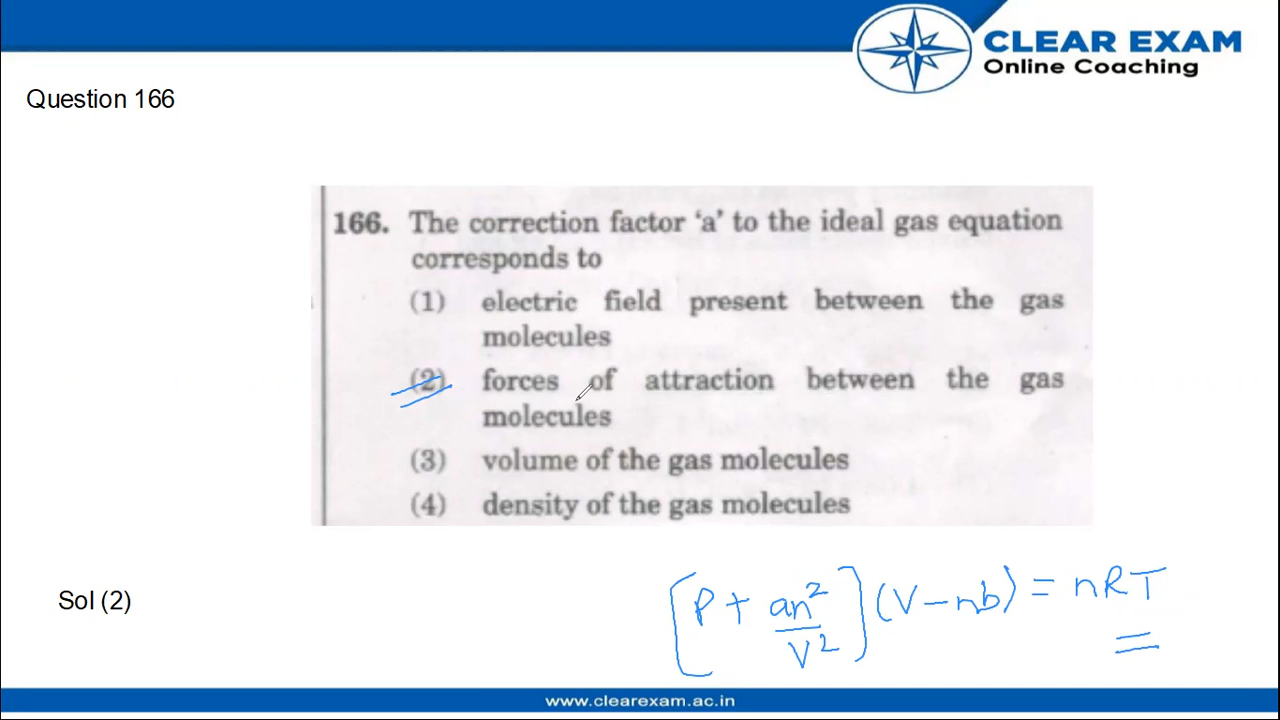 CLEAR EXAM
Online Coaching
Question 166
166. The correction factor 'a' to the ideal gas equation
corresponds to
(1) electric field present between the gas
molecules
(2) forces of attraction between the gas
molecules
(3) volume of the gas molecules
(4) density of the gas molecules
Sol (2)
[P + an²/V²] (V – nb) = nRT
www.clearexam.ac.in